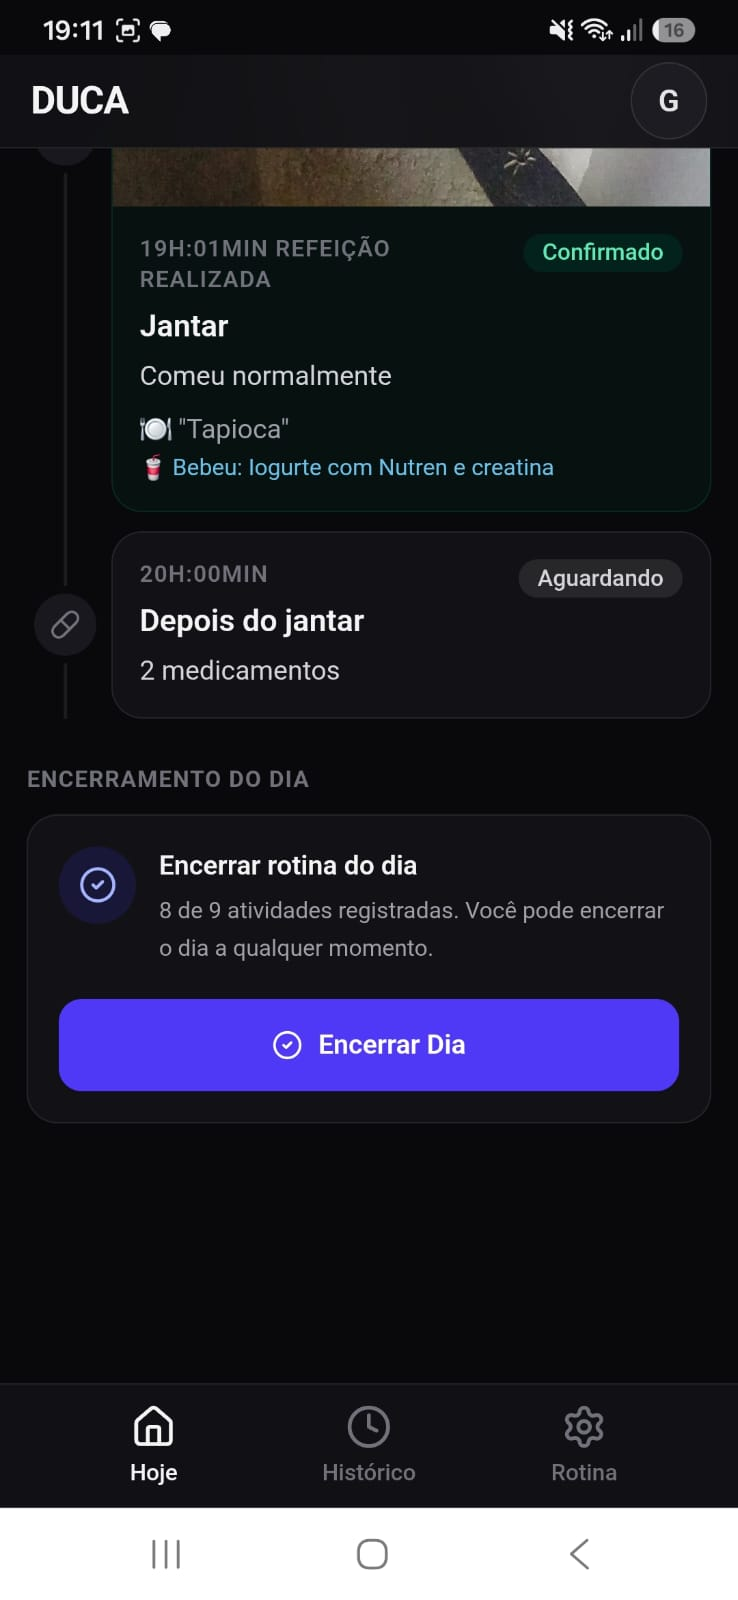 19:11
16
DUCA
G
19H:01MIN REFEIÇÃO
REALIZADA
Confirmado
Jantar
Comeu normalmente
"Tapioca"
Bebeu: Iogurte com Nutren e creatina
20H:00MIN
Aguardando
Depois do jantar
2 medicamentos
ENCERRAMENTO DO DIA
Encerrar rotina do dia
8 de 9 atividades registradas. Você pode encerrar
o dia a qualquer momento.
Encerrar Dia
Hoje
Histórico
Rotina